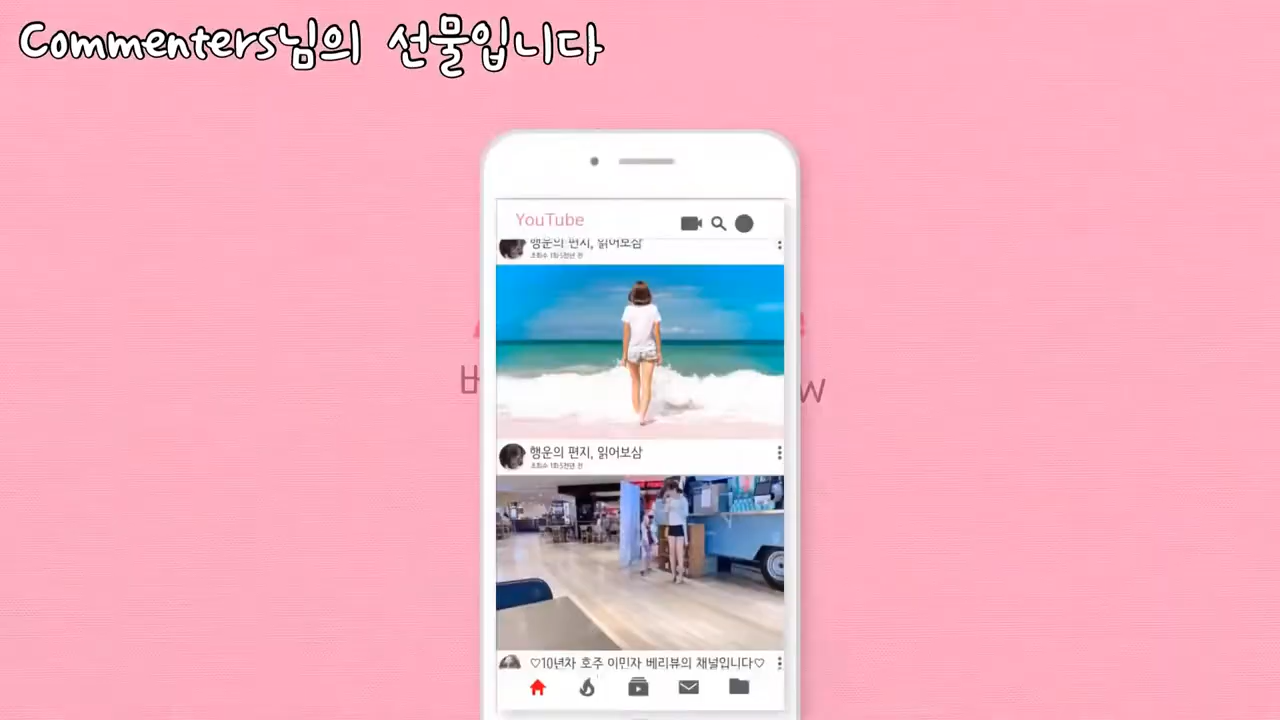 Commenters님의 선물입니다
YouTube
행운의 편지, 읽어보삼
행운의 편지, 읽어보삼
♡10년차 호주 이민자 베리뷰의 채널입니다♡